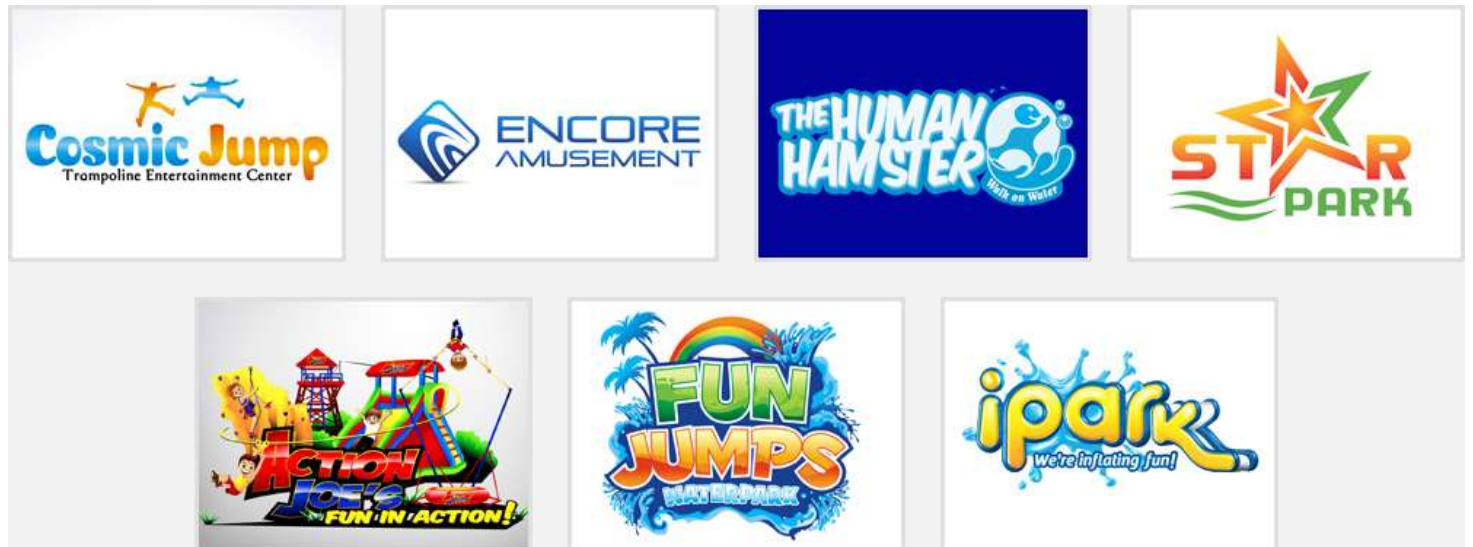 Cosmic Jump
Trampoline Entertainment Center
ENCORE
AMUSEMENT
THE HUMAN
HAMSTER
Walk on Water
STAR
PARK
ACTION
JOE'S
FUN IN ACTION!
FUN
JUMPS
WATERPARK
ipark
We're inflating fun!